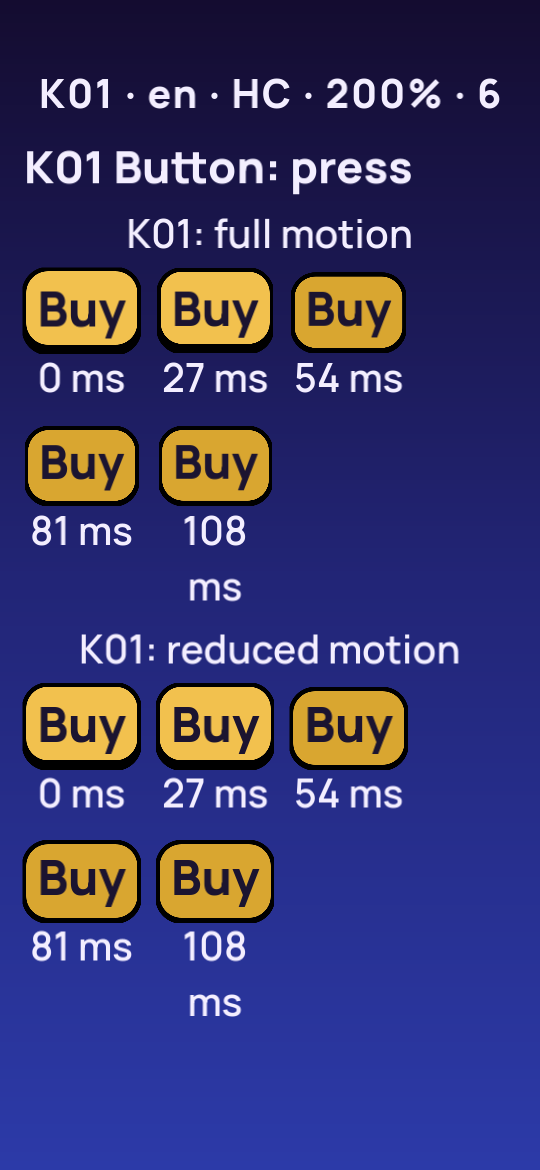 K01 · en · HC · 200% · 6
K01 Button: press
K01: full motion
Buy Buy Buy
0 ms 27 ms 54 ms
Buy Buy
81 ms 108
ms
K01: reduced motion
Buy Buy Buy
0 ms 27 ms 54 ms
Buy Buy
81 ms 108
ms